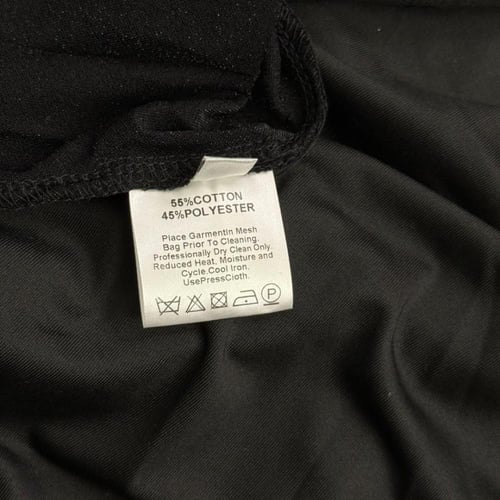 55%COTTON
45%POLYESTER
Place Garmentin Mesh
Bag Prior To Cleaning.
Professionally Dry Clean Only.
Reduced Heat, Moisture and
Cycle.Cool Iron.
UsePressCloth.
P